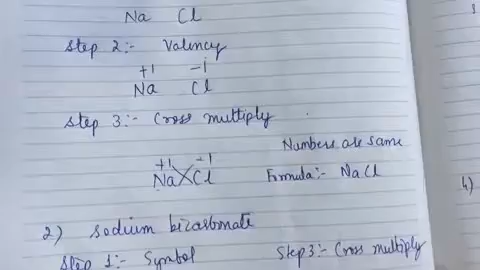 Na Cl
Step 2:- Valency
+1 -1
Na Cl
Step 3:- Cross multiply
Numbers are same
+1 -1
Na Cl Formula:- NaCl
2) Sodium bicarbonate
Step 1:- Symbol Step 3:- Cross multiply
4)